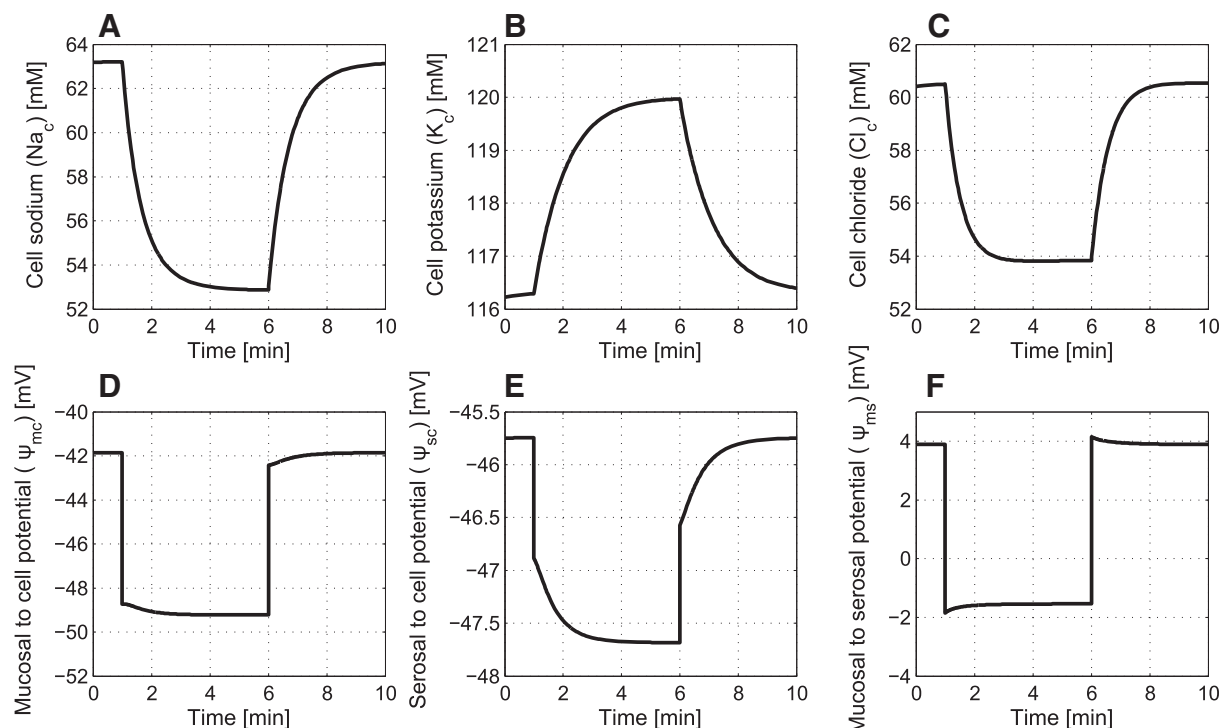 A
Cell sodium (Na_c) [mM]
64
62
60
58
56
54
52
0 2 4 6 8 10
Time [min]
B
Cell potassium (K_c) [mM]
121
120
119
118
117
116
0 2 4 6 8 10
Time [min]
C
Cell chloride (Cl_c) [mM]
62
60
58
56
54
52
0 2 4 6 8 10
Time [min]
D
Mucosal to cell potential ( ψ_mc) [mV]
−40
−42
−44
−46
−48
−50
−52
0 2 4 6 8 10
Time [min]
E
Serosal to cell potential ( ψ_sc) [mV]
−45.5
−46
−46.5
−47
−47.5
−48
0 2 4 6 8 10
Time [min]
F
Mucosal to serosal potential ( ψ_ms) [mV]
4
2
0
−2
−4
0 2 4 6 8 10
Time [min]